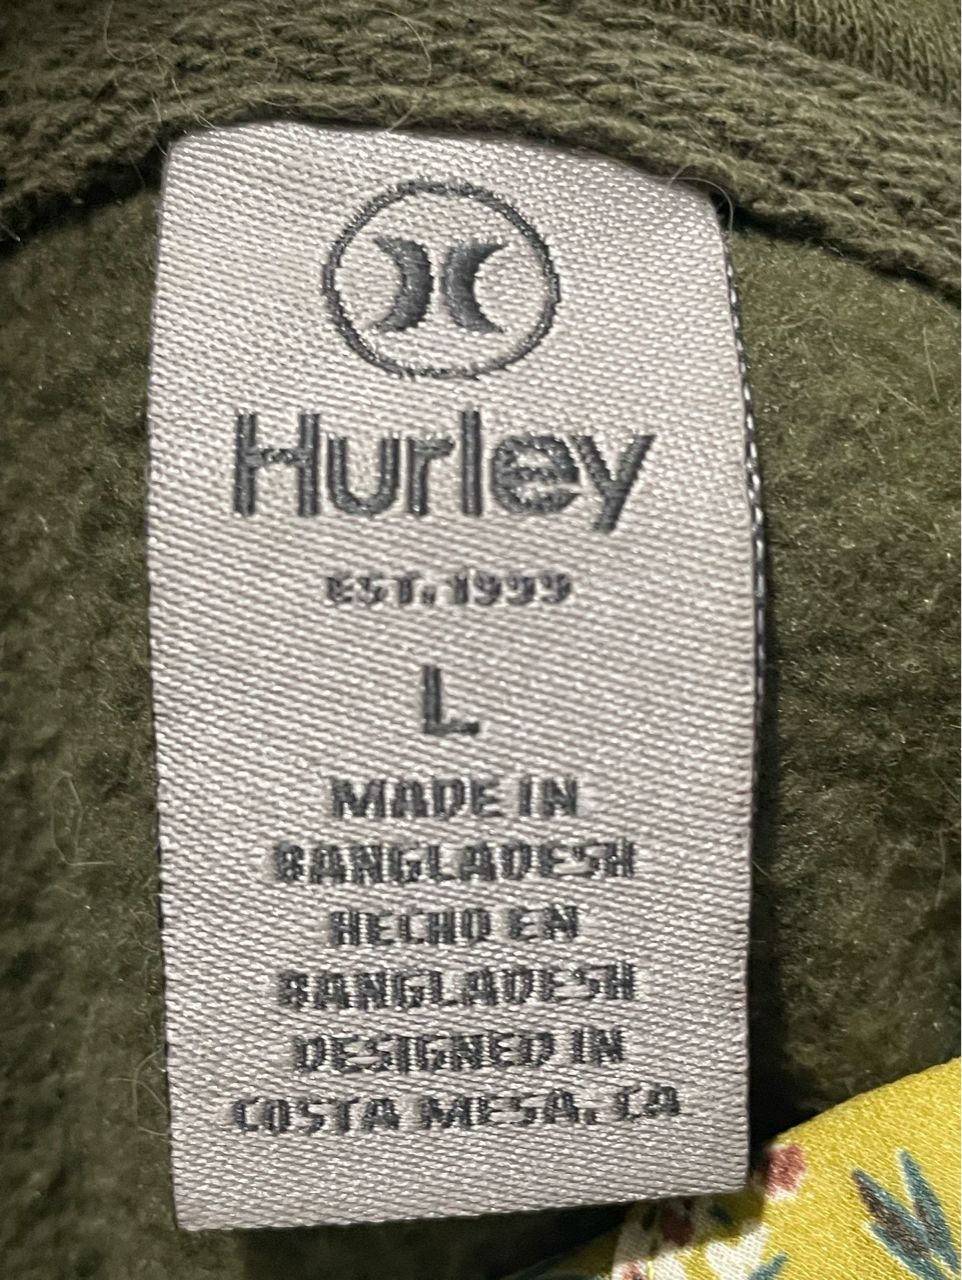 Hurley
EST. 1999
L
MADE IN
BANGLADESH
HECHO EN
BANGLADESH
DESIGNED IN
COSTA MESA, CA